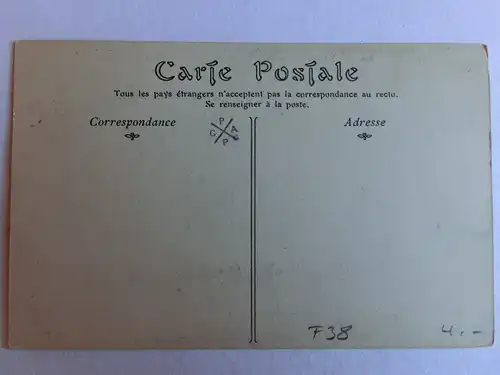 Carte Postale
Tous les pays étrangers n'acceptent pas la correspondance au recto.
Se renseigner à la poste.
Correspondance
P
C A
P
Adresse
F38
4.-